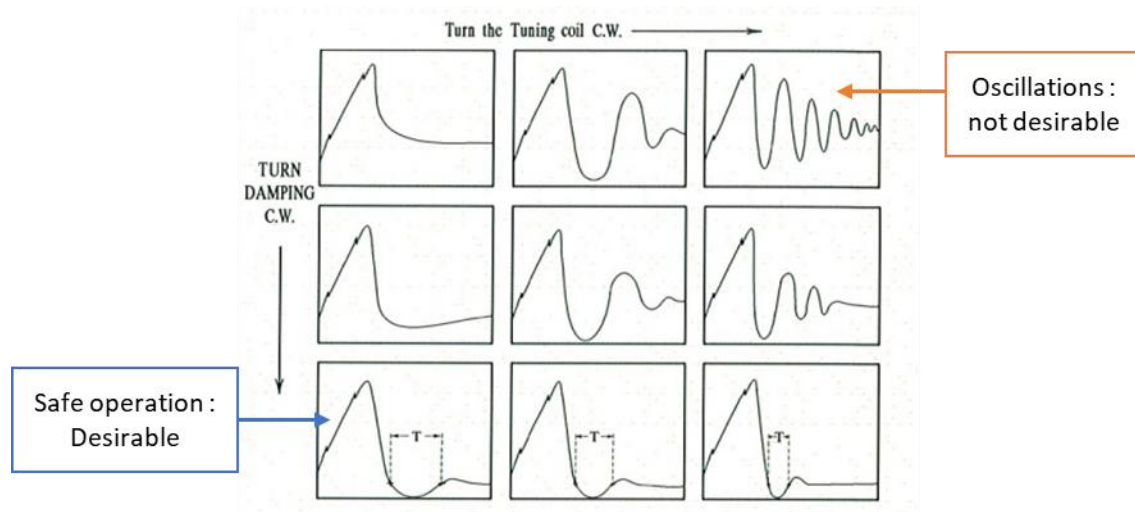 Turn the Tuning coil C.W.
Oscillations :
not desirable
TURN
DAMPING
C.W.
Safe operation :
Desirable
T
T
T